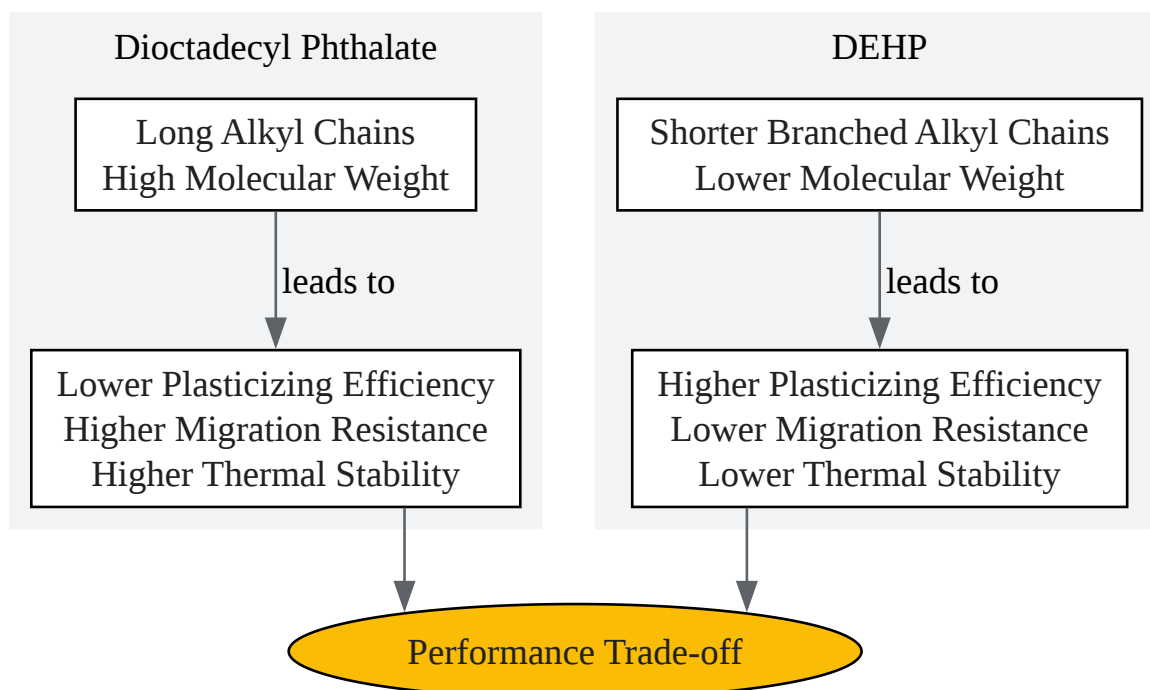 Dioctadecyl Phthalate
Long Alkyl Chains
High Molecular Weight
leads to
Lower Plasticizing Efficiency
Higher Migration Resistance
Higher Thermal Stability
DEHP
Shorter Branched Alkyl Chains
Lower Molecular Weight
leads to
Higher Plasticizing Efficiency
Lower Migration Resistance
Lower Thermal Stability
Performance Trade-off